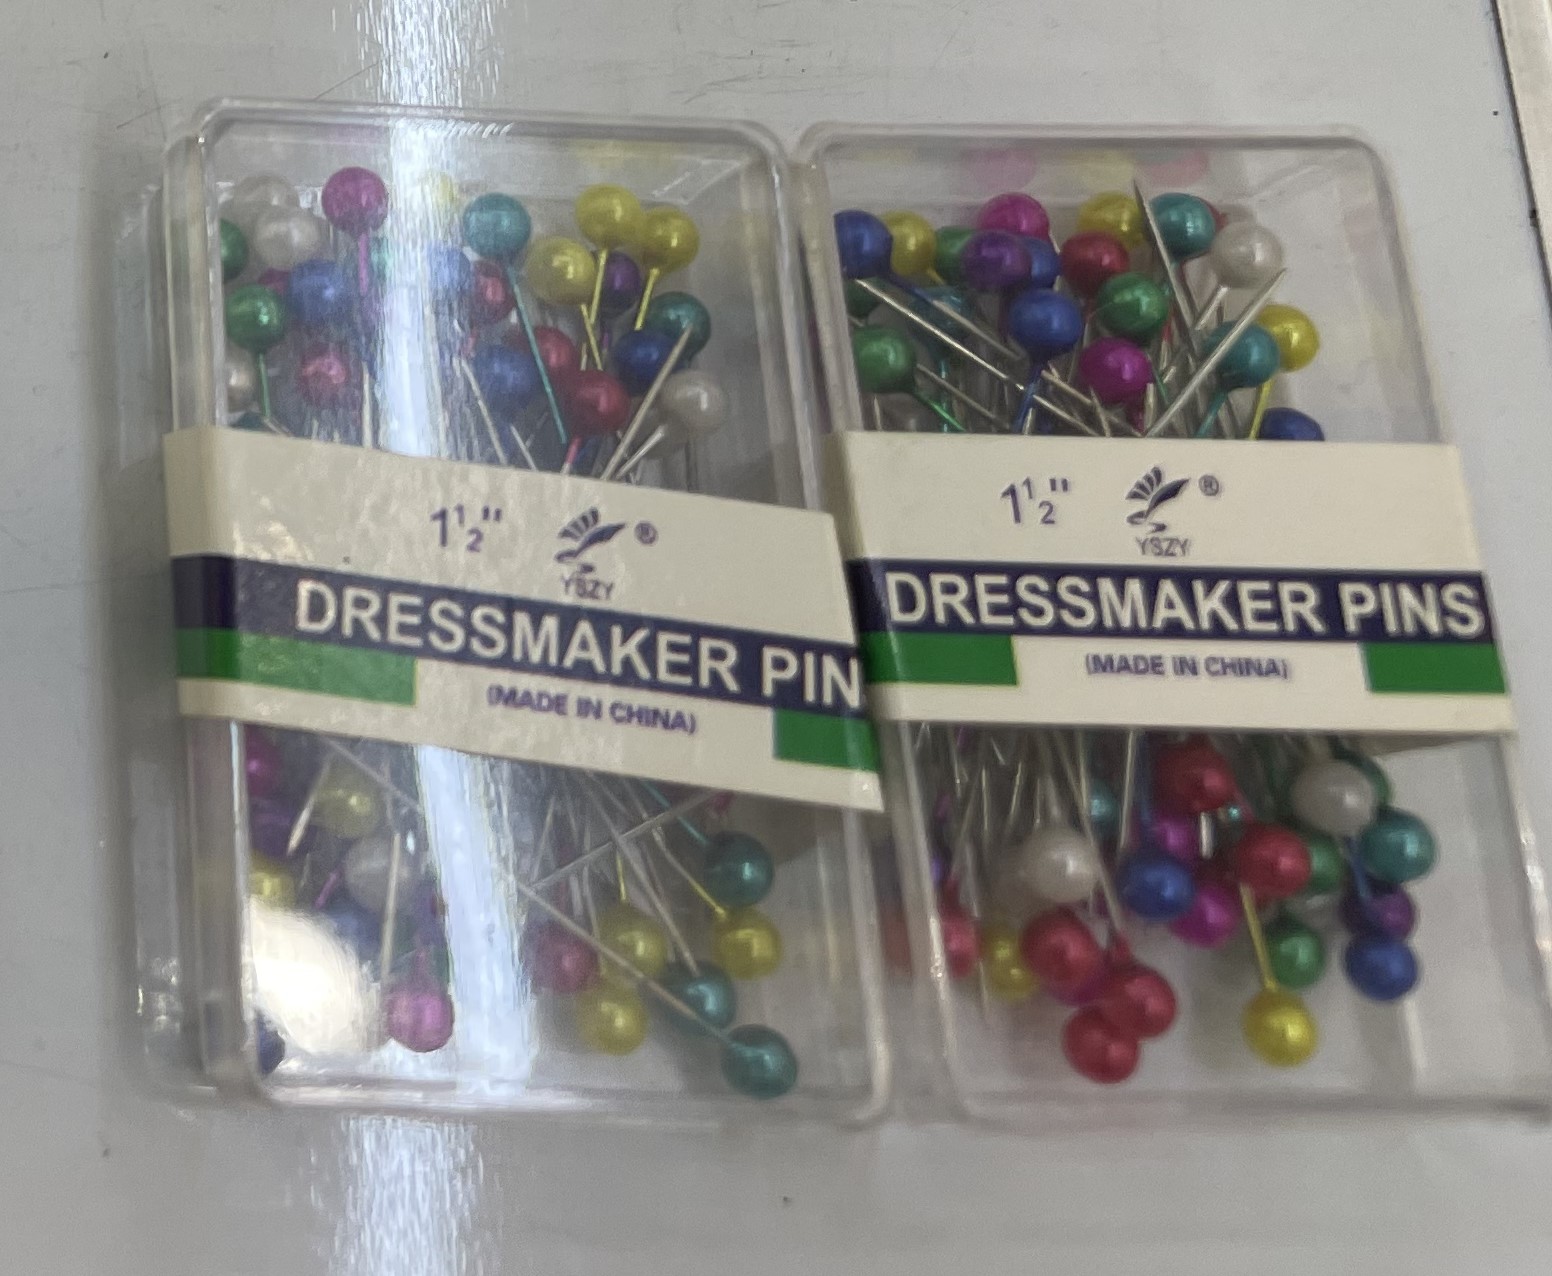 1½" ®
YSZY
DRESSMAKER PIN
(MADE IN CHINA)
1½" ®
YSZY
DRESSMAKER PINS
(MADE IN CHINA)